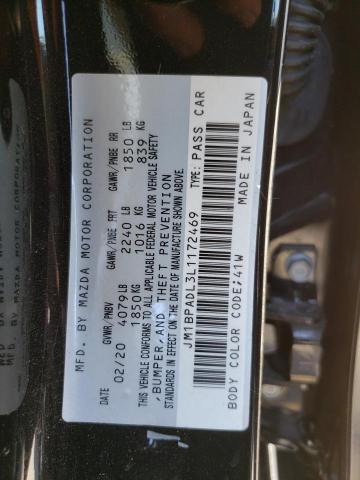 MFD. BY MAZDA MOTOR CORPORATION
DATE GVWR/PNBV GAWR/PNBE FRT GAWR/PNBE RR
02/20 4079LB 2240 LB 1850 LB
1850KG 1016 KG 839 KG
THIS VEHICLE CONFORMS TO ALL APPLICABLE FEDERAL MOTOR VEHICLE SAFETY
,BUMPER,AND THEFT PREVENTION
STANDARDS IN EFFECT ON THE DATE OF MANUFACTURE SHOWN ABOVE.
JM1BPADL3L1172469 TYPE: PASS CAR
BODY COLOR CODE:41W MADE IN JAPAN